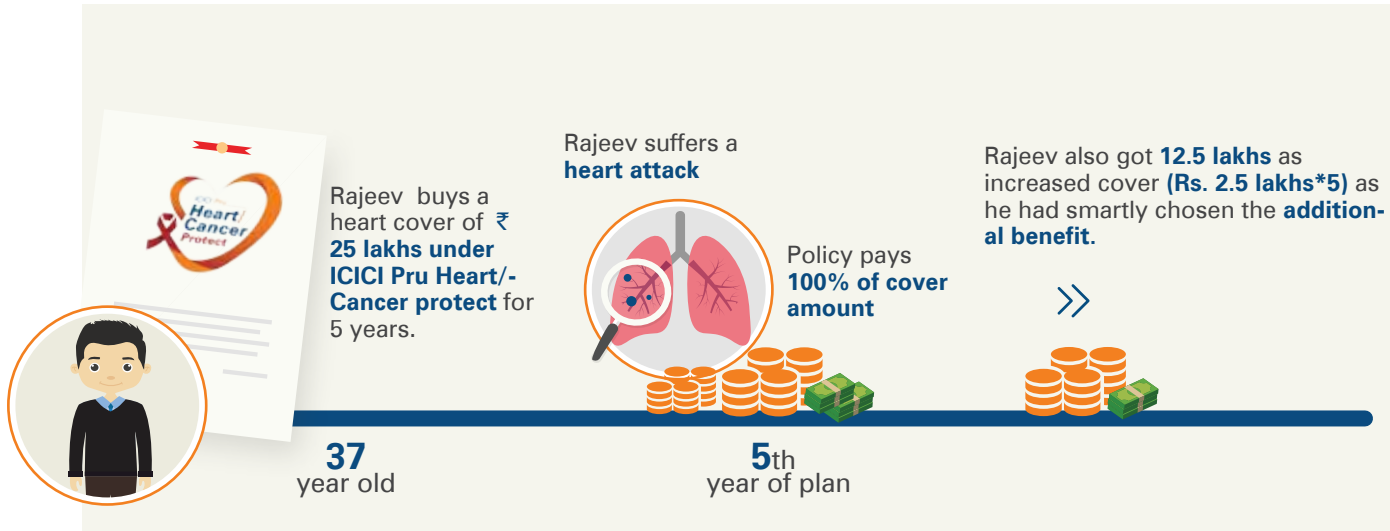 ICICI Pru
Heart/
Cancer
Protect
Rajeev buys a
heart cover of ₹
25 lakhs under
ICICI Pru Heart/-
Cancer protect for
5 years.
Rajeev suffers a
heart attack
Policy pays
100% of cover
amount
Rajeev also got 12.5 lakhs as
increased cover (Rs. 2.5 lakhs*5) as
he had smartly chosen the addition-
al benefit.
37
year old
5th
year of plan